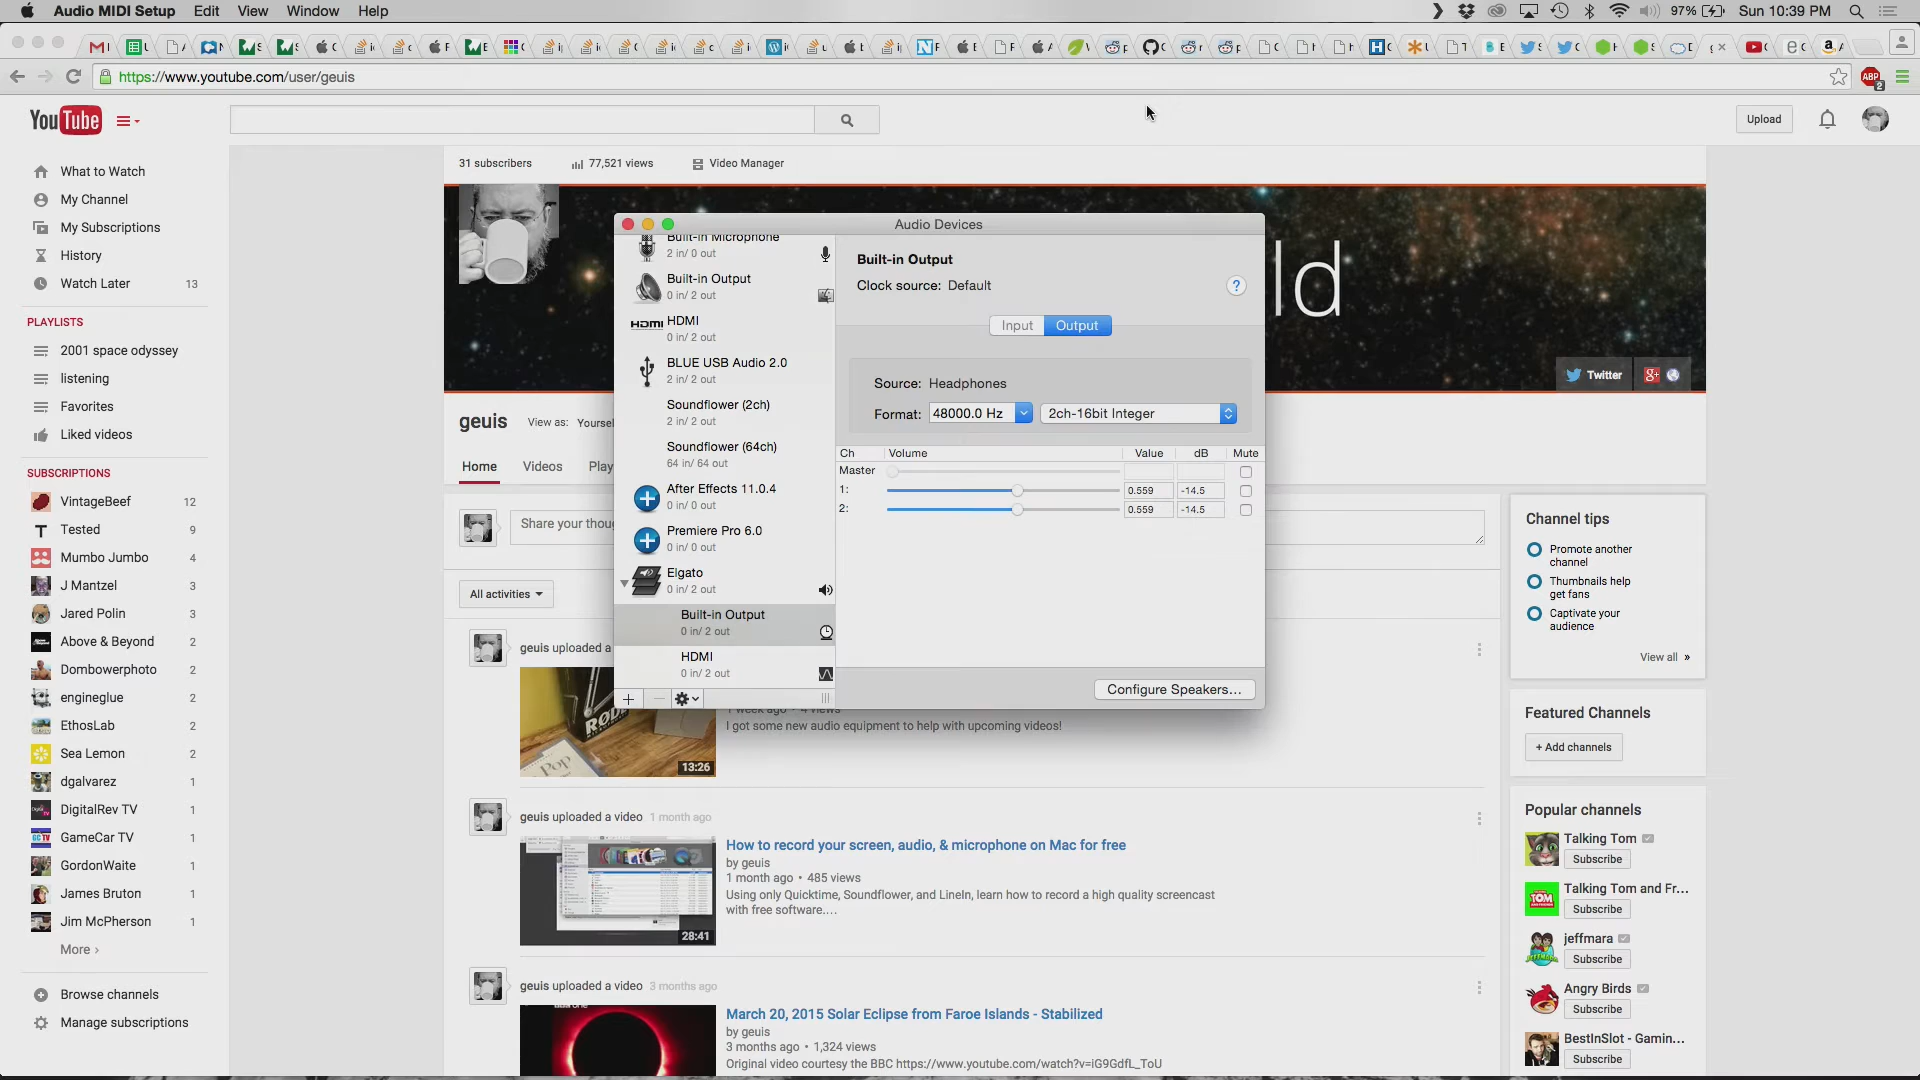 Audio MIDI Setup Edit View Window Help
97% Sun 10:39 PM
https://www.youtube.com/user/geuis
ABP 2
YouTube
Upload
31 subscribers 77,521 views Video Manager
What to Watch
My Channel
My Subscriptions
History
Watch Later 13
PLAYLISTS
2001 space odyssey
listening
Favorites
Liked videos
SUBSCRIPTIONS
VintageBeef 12
Tested 9
Mumbo Jumbo 4
J Mantzel 3
Jared Polin 3
Above & Beyond 2
Dombowerphoto 2
engineglue 2
EthosLab 2
Sea Lemon 2
dgalvarez 1
DigitalRev TV 1
GameCar TV 1
GordonWaite 1
James Bruton 1
Jim McPherson 1
More ›
Browse channels
Manage subscriptions
ld
Twitter
geuis View as: Yoursel
Home Videos Play
Share your thoug
All activities
Audio Devices
Built-in Microphone
2 in/ 0 out
Built-in Output
0 in/ 2 out
HDMI HDMI
0 in/ 2 out
BLUE USB Audio 2.0
2 in/ 2 out
Soundflower (2ch)
2 in/ 2 out
Soundflower (64ch)
64 in/ 64 out
After Effects 11.0.4
0 in/ 0 out
Premiere Pro 6.0
0 in/ 0 out
Elgato
0 in/ 2 out
Built-in Output
0 in/ 2 out
HDMI
0 in/ 2 out
Built-in Output
Clock source: Default
?
Input Output
Source: Headphones
Format: 48000.0 Hz 2ch-16bit Integer
Ch Volume Value dB Mute
Master
1: 0.559 -14.5
2: 0.559 -14.5
Configure Speakers...
geuis uploaded a
RØDE
Pop
13:26
1 week ago • 4 views
I got some new audio equipment to help with upcoming videos!
geuis uploaded a video 1 month ago
28:41
How to record your screen, audio, & microphone on Mac for free
by geuis
1 month ago • 485 views
Using only Quicktime, Soundflower, and LineIn, learn how to record a high quality screencast
with free software....
geuis uploaded a video 3 months ago
March 20, 2015 Solar Eclipse from Faroe Islands - Stabilized
by geuis
3 months ago • 1,324 views
Original video courtesy the BBC https://www.youtube.com/watch?v=iG9GdfL_ToU
Channel tips
Promote another
channel
Thumbnails help
get fans
Captivate your
audience
View all »
Featured Channels
+ Add channels
Popular channels
Talking Tom
Subscribe
Talking Tom and Fr...
Subscribe
jeffmara
Subscribe
Angry Birds
Subscribe
BestInSlot - Gamin...
Subscribe